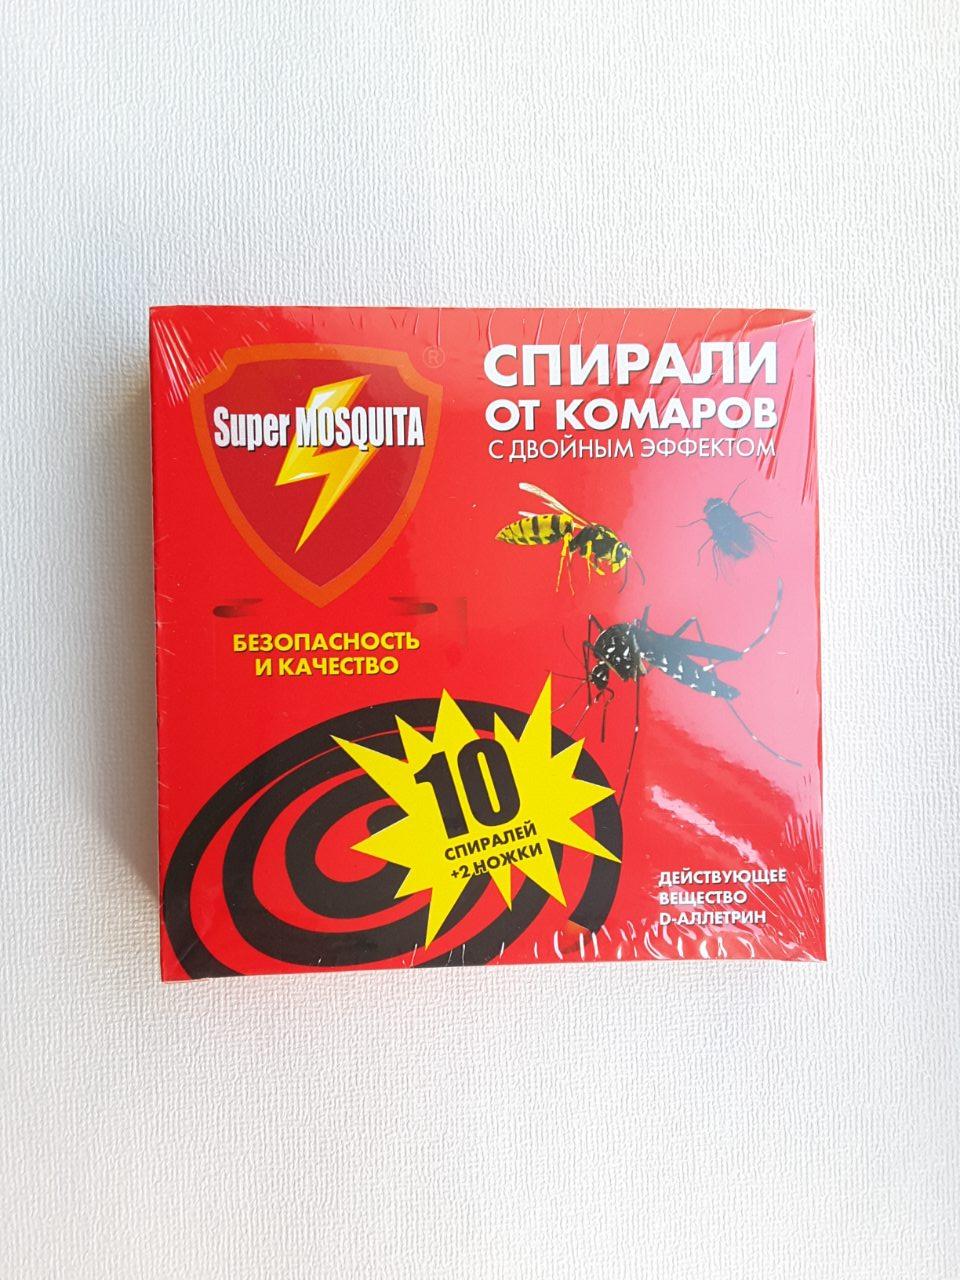 ®
Super MOSQUITA
СПИРАЛИ
ОТ КОМАРОВ
С ДВОЙНЫМ ЭФФЕКТОМ
БЕЗОПАСНОСТЬ
И КАЧЕСТВО
10
СПИРАЛЕЙ
+2 НОЖКИ
ДЕЙСТВУЮЩЕЕ
ВЕЩЕСТВО
D-АЛЛЕТРИН